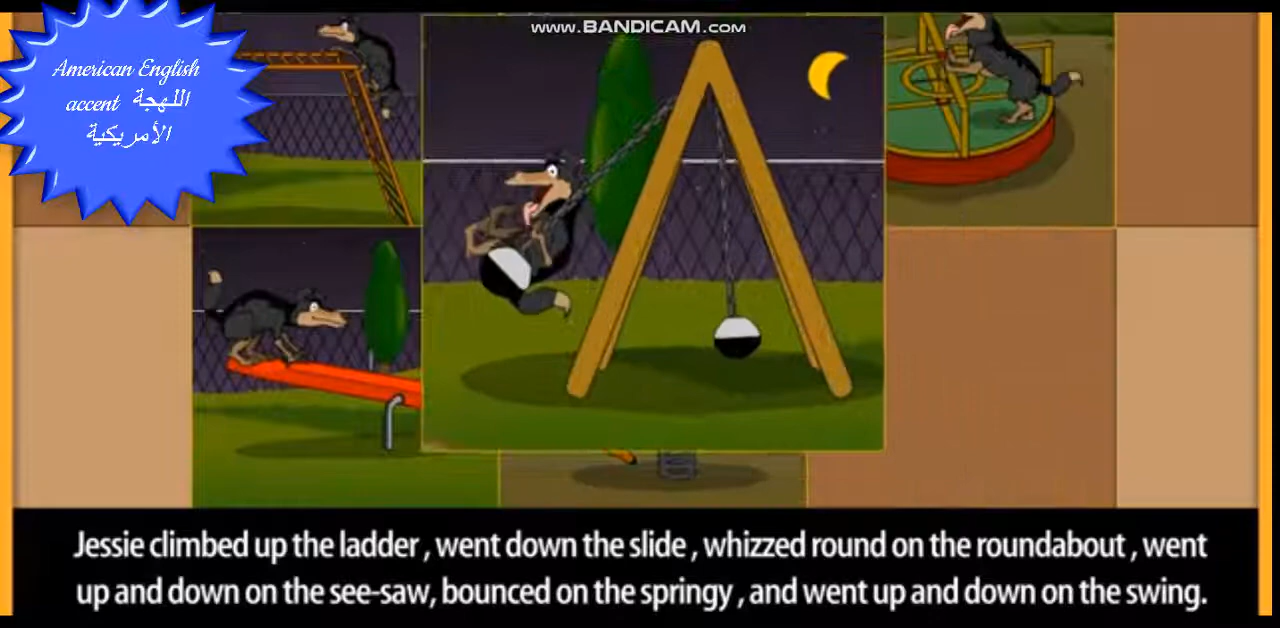 www.BANDICAM.com
American English
accent اللهجة
الأمريكية
Jessie climbed up the ladder , went down the slide , whizzed round on the roundabout , went
up and down on the see-saw, bounced on the springy , and went up and down on the swing.